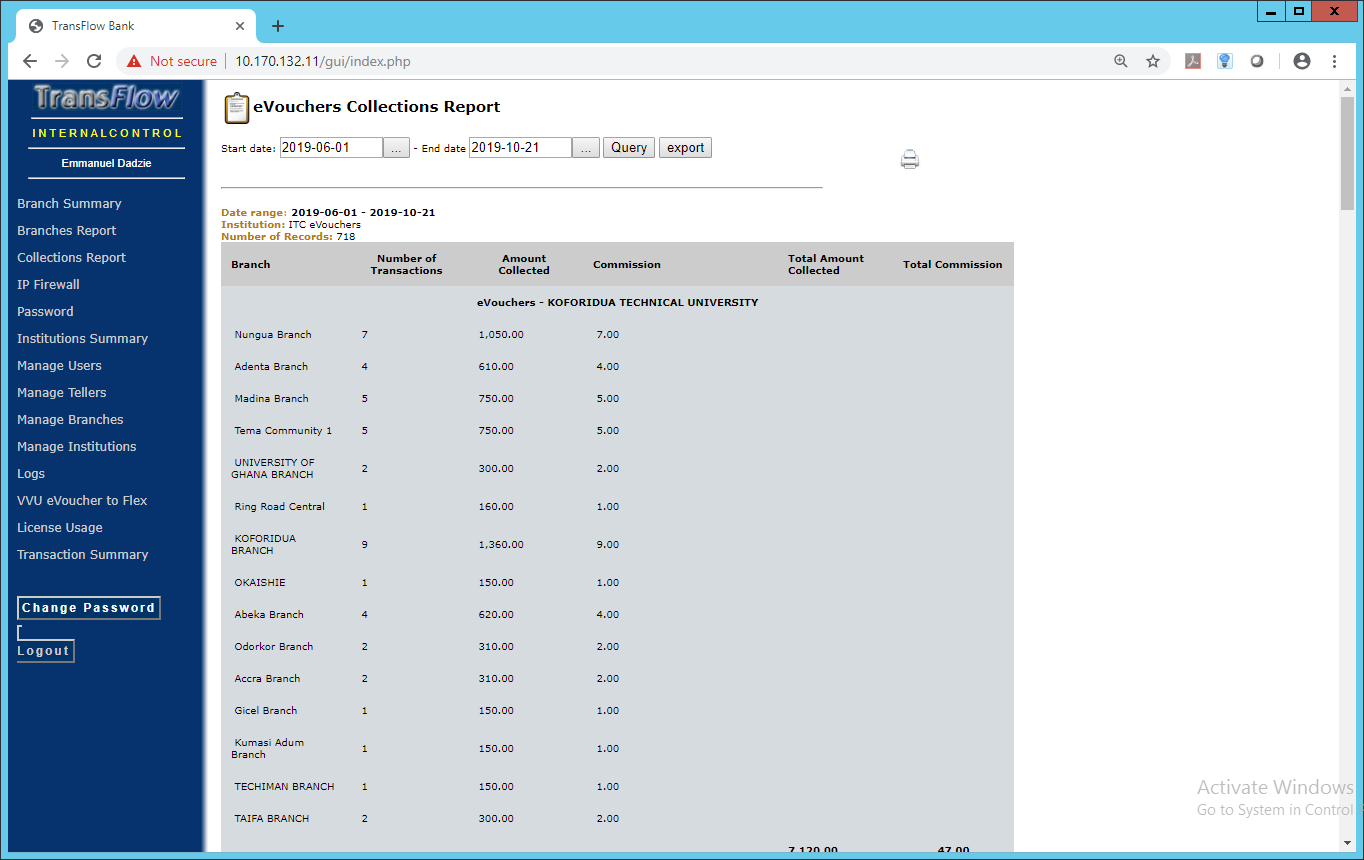 TransFlow Bank
Not secure
10.170.132.11/gui/index.php
TransFlow
INTERNALCONTROL
Emmanuel Dadzie
Branch Summary
Branches Report
Collections Report
IP Firewall
Password
Institutions Summary
Manage Users
Manage Tellers
Manage Branches
Manage Institutions
Logs
VVU eVoucher to Flex
License Usage
Transaction Summary
Change Password
Logout
eVouchers Collections Report
Start date: 2019-06-01 ... - End date 2019-10-21 ... Query export
Date range: 2019-06-01 - 2019-10-21
Institution: ITC eVouchers
Number of Records: 718
Branch Number of Transactions Amount Collected Commission Total Amount Collected Total Commission
eVouchers - KOFORIDUA TECHNICAL UNIVERSITY
Nungua Branch 7 1,050.00 7.00
Adenta Branch 4 610.00 4.00
Madina Branch 5 750.00 5.00
Tema Community 1 5 750.00 5.00
UNIVERSITY OF GHANA BRANCH 2 300.00 2.00
Ring Road Central 1 160.00 1.00
KOFORIDUA BRANCH 9 1,360.00 9.00
OKAISHIE 1 150.00 1.00
Abeka Branch 4 620.00 4.00
Odorkor Branch 2 310.00 2.00
Accra Branch 2 310.00 2.00
Gicel Branch 1 150.00 1.00
Kumasi Adum Branch 1 150.00 1.00
TECHIMAN BRANCH 1 150.00 1.00
TAIFA BRANCH 2 300.00 2.00
7,120.00 47.00
Activate Windows
Go to System in Control